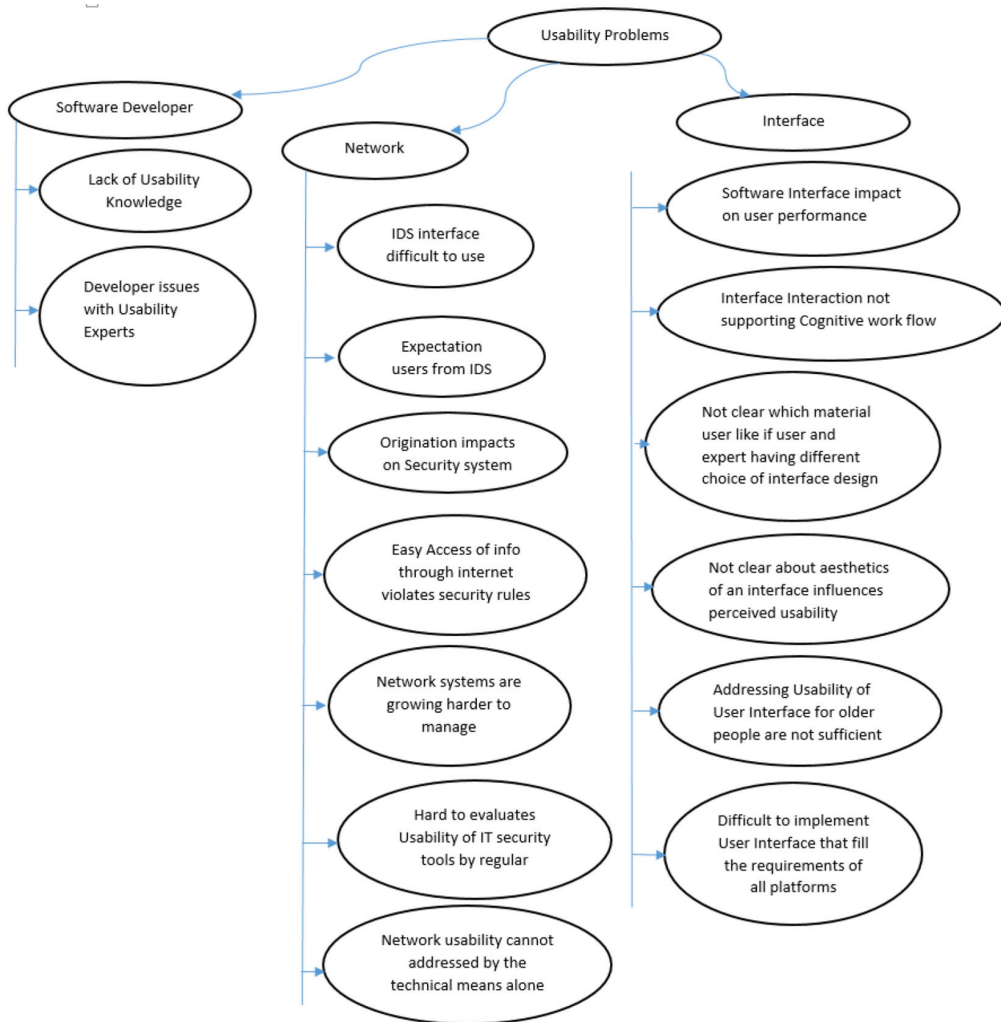 Usability Problems
Software Developer
Lack of Usability
Knowledge
Developer issues
with Usability
Experts
Network
IDS interface
difficult to use
Expectation
users from IDS
Origination impacts
on Security system
Easy Access of info
through internet
violates security rules
Network systems are
growing harder to
manage
Hard to evaluates
Usability of IT security
tools by regular
Network usability cannot
addressed by the
technical means alone
Interface
Software Interface impact
on user performance
Interface Interaction not
supporting Cognitive work flow
Not clear which material
user like if user and
expert having different
choice of interface design
Not clear about aesthetics
of an interface influences
perceived usability
Addressing Usability of
User Interface for older
people are not sufficient
Difficult to implement
User Interface that fill
the requirements of
all platforms